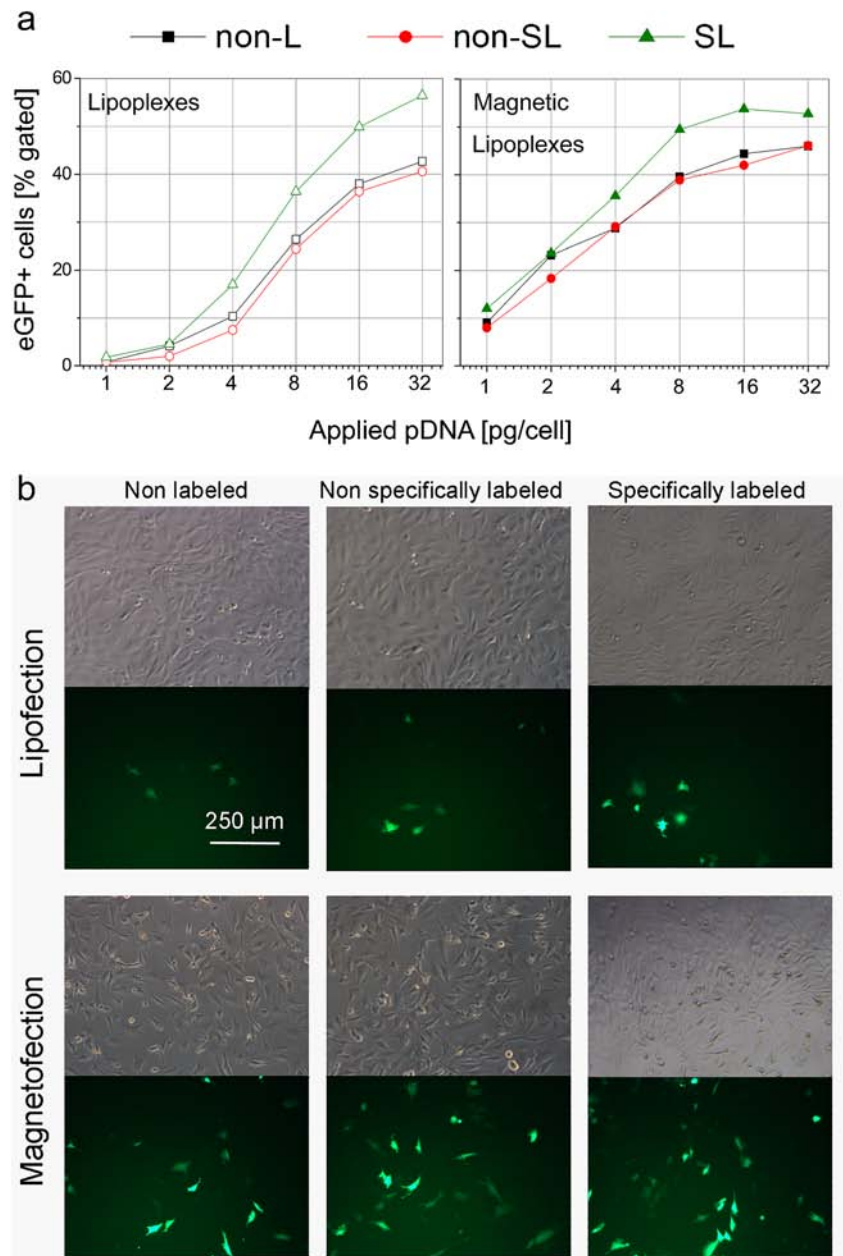 a
non-L non-SL SL
eGFP+ cells [% gated]
60
40
20
0
Lipoplexes
Magnetic
Lipoplexes
1 2 4 8 16 32
1 2 4 8 16 32
Applied pDNA [pg/cell]
b
Non labeled Non specifically labeled Specifically labeled
Lipofection
250 µm
Magnetofection